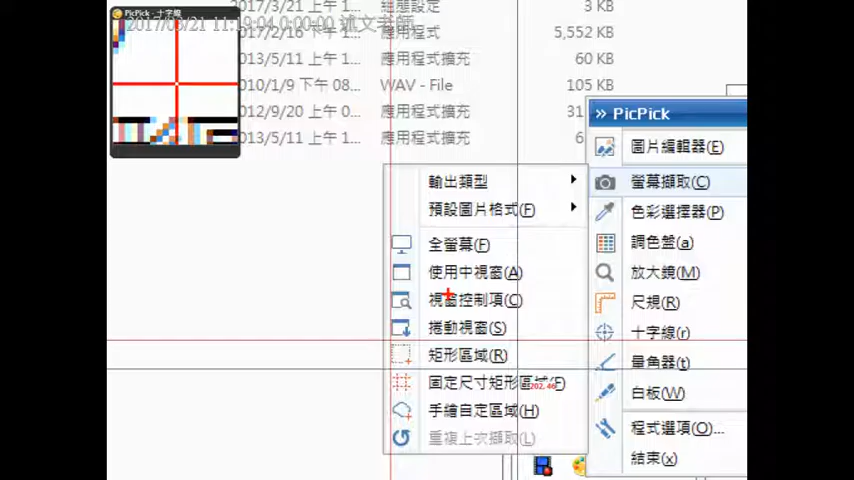 PicPick - 十字線
2017/03/21 11:19:04.0:00:00 述文老師
2017/3/21 上午 1... 組態設定 3 KB
2017/2/16 上午 1... 應用程式 5,552 KB
2013/5/11 上午 1... 應用程式擴充 60 KB
2010/1/9 下午 08... WAV - File 105 KB
2012/9/20 上午 0... 應用程式擴充 31
2013/5/11 上午 1... 應用程式擴充 6
» PicPick
圖片編輯器(E)
螢幕擷取(C)
色彩選擇器(P)
調色盤(a)
放大鏡(M)
尺規(R)
十字線(r)
量角器(t)
白板(W)
程式選項(O)...
結束(x)
輸出類型
預設圖片格式(F)
全螢幕(F)
使用中視窗(A)
視窗控制項(C)
捲動視窗(S)
矩形區域(R)
固定尺寸矩形區域(F)
202, 46
手繪自定區域(H)
重複上次擷取(L)